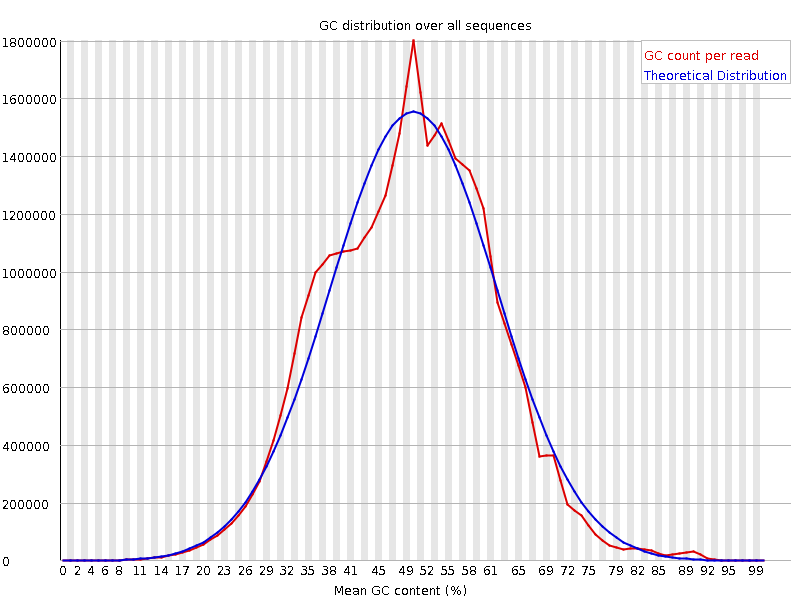 GC distribution over all sequences
1800000
GC count per read
Theoretical Distribution
1600000
1400000
1200000
1000000
800000
600000
400000
200000
0
0 2 4 6 8 11 14 17 20 23 26 29 32 35 38 41 45 49 52 55 58 61 65 69 72 75 79 82 85 89 92 95 99
Mean GC content (%)